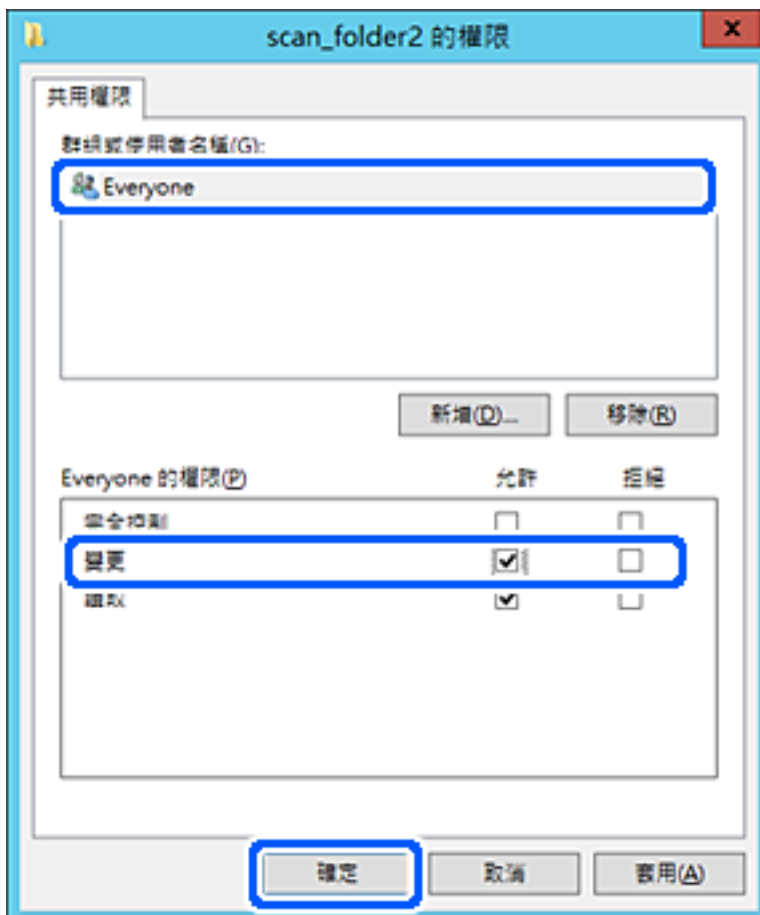 scan_folder2 的權限
共用權限
群組或使用者名稱(G):
Everyone
新增(D)... 移除(R)
Everyone 的權限(P) 允許 拒絕
完全控制
變更
讀取
確定 取消 套用(A)